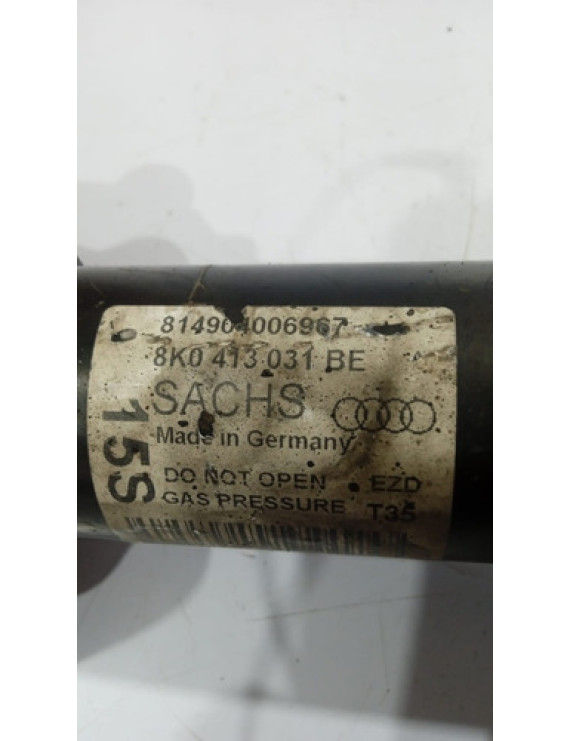 814904006967
8K0 413 031 BE
SACHS
Made in Germany
DO NOT OPEN EZD
GAS PRESSURE T35
15S